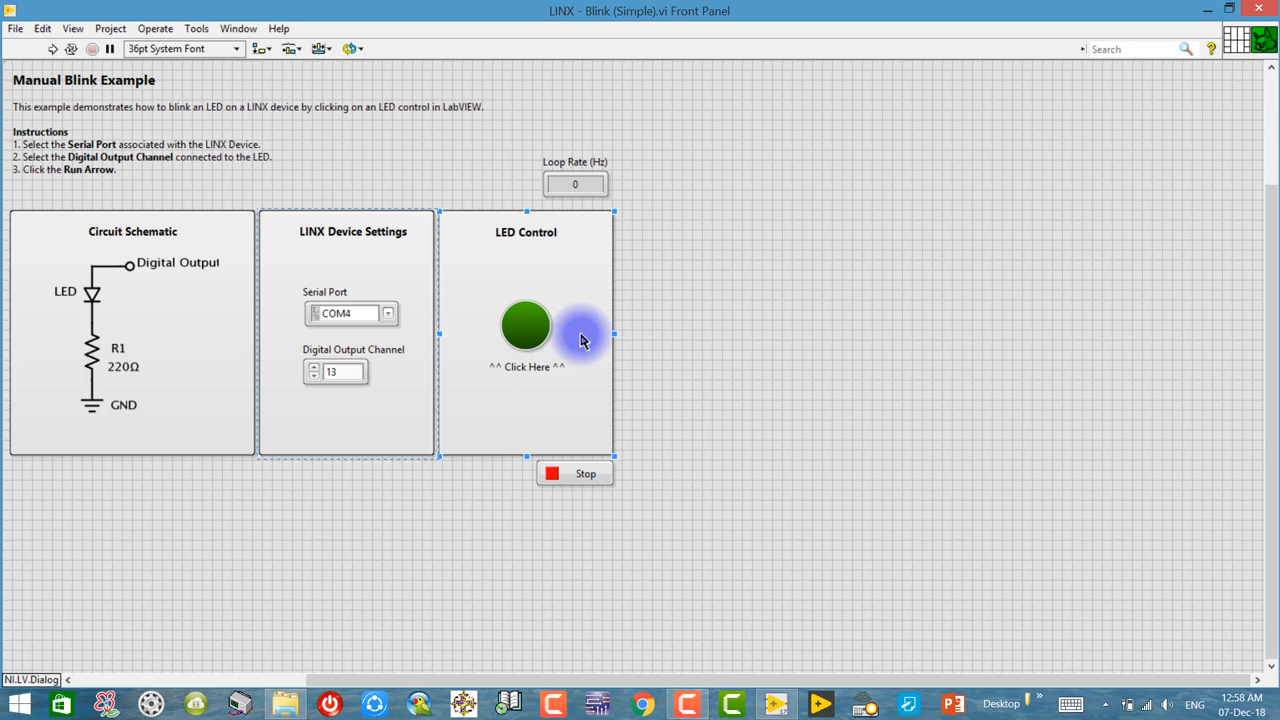 LINX - Blink (Simple).vi Front Panel
File Edit View Project Operate Tools Window Help
36pt System Font
Search
Manual Blink Example
This example demonstrates how to blink an LED on a LINX device by clicking on an LED control in LabVIEW.
Instructions
1. Select the Serial Port associated with the LINX Device.
2. Select the Digital Output Channel connected to the LED.
3. Click the Run Arrow.
Loop Rate (Hz)
0
Circuit Schematic
Digital Output
LED
R1
220Ω
GND
LINX Device Settings
Serial Port
COM4
Digital Output Channel
13
LED Control
^^ Click Here ^^
Stop
NI.LV.Dialog
Desktop
ENG
12:58 AM
07-Dec-18